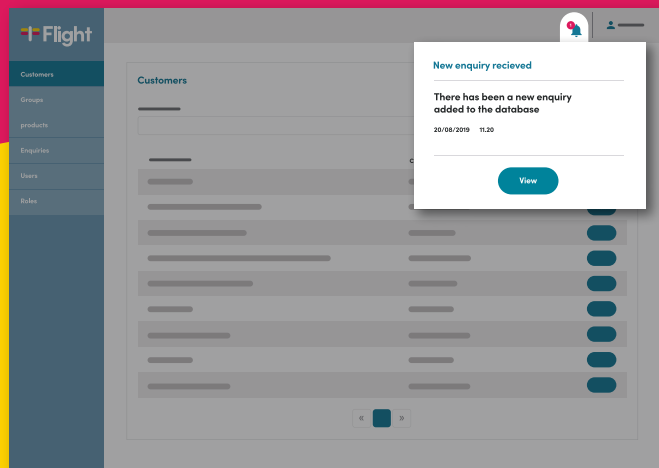 Flight
Customers
Groups
products
Enquiries
Users
Roles
Customers
New enquiry recieved
There has been a new enquiry
added to the database
20/08/2019 11.20
View
« »